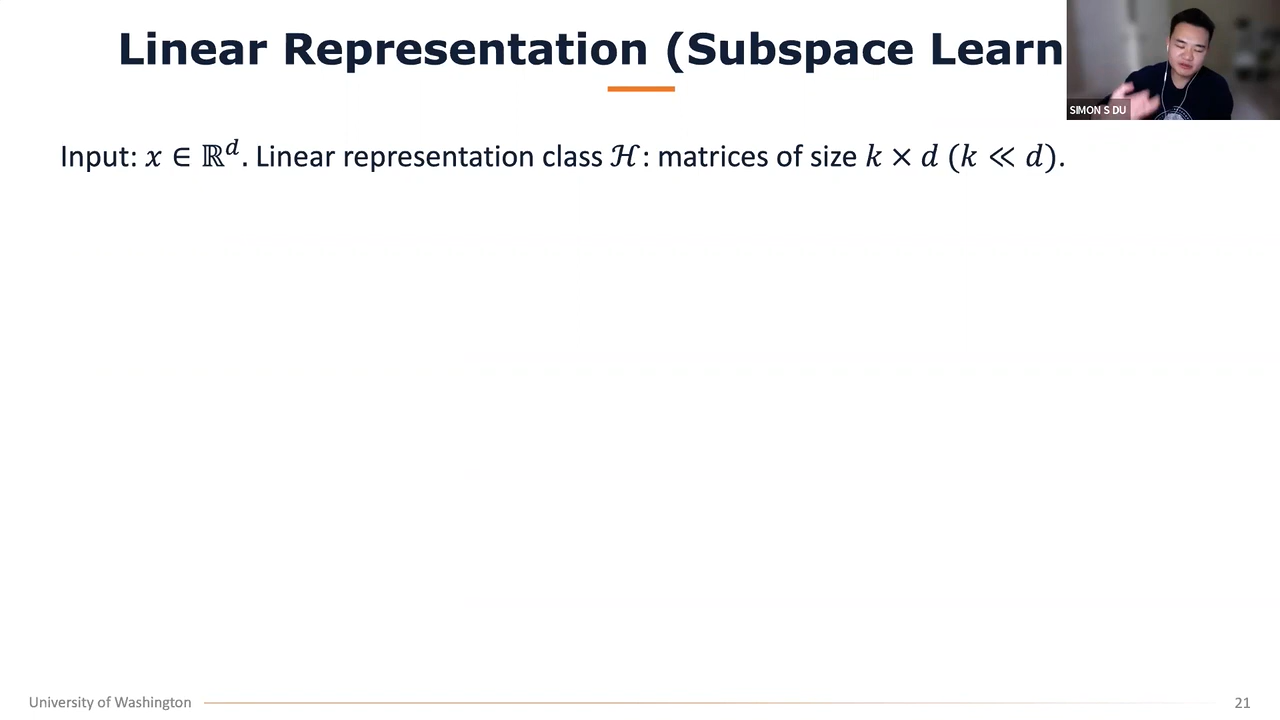 Linear Representation (Subspace Learn
SIMON S DU
Input: 𝑥 ∈ ℝ^𝑑. Linear representation class ℋ: matrices of size 𝑘 × 𝑑 (𝑘 ≪ 𝑑).
University of Washington
21